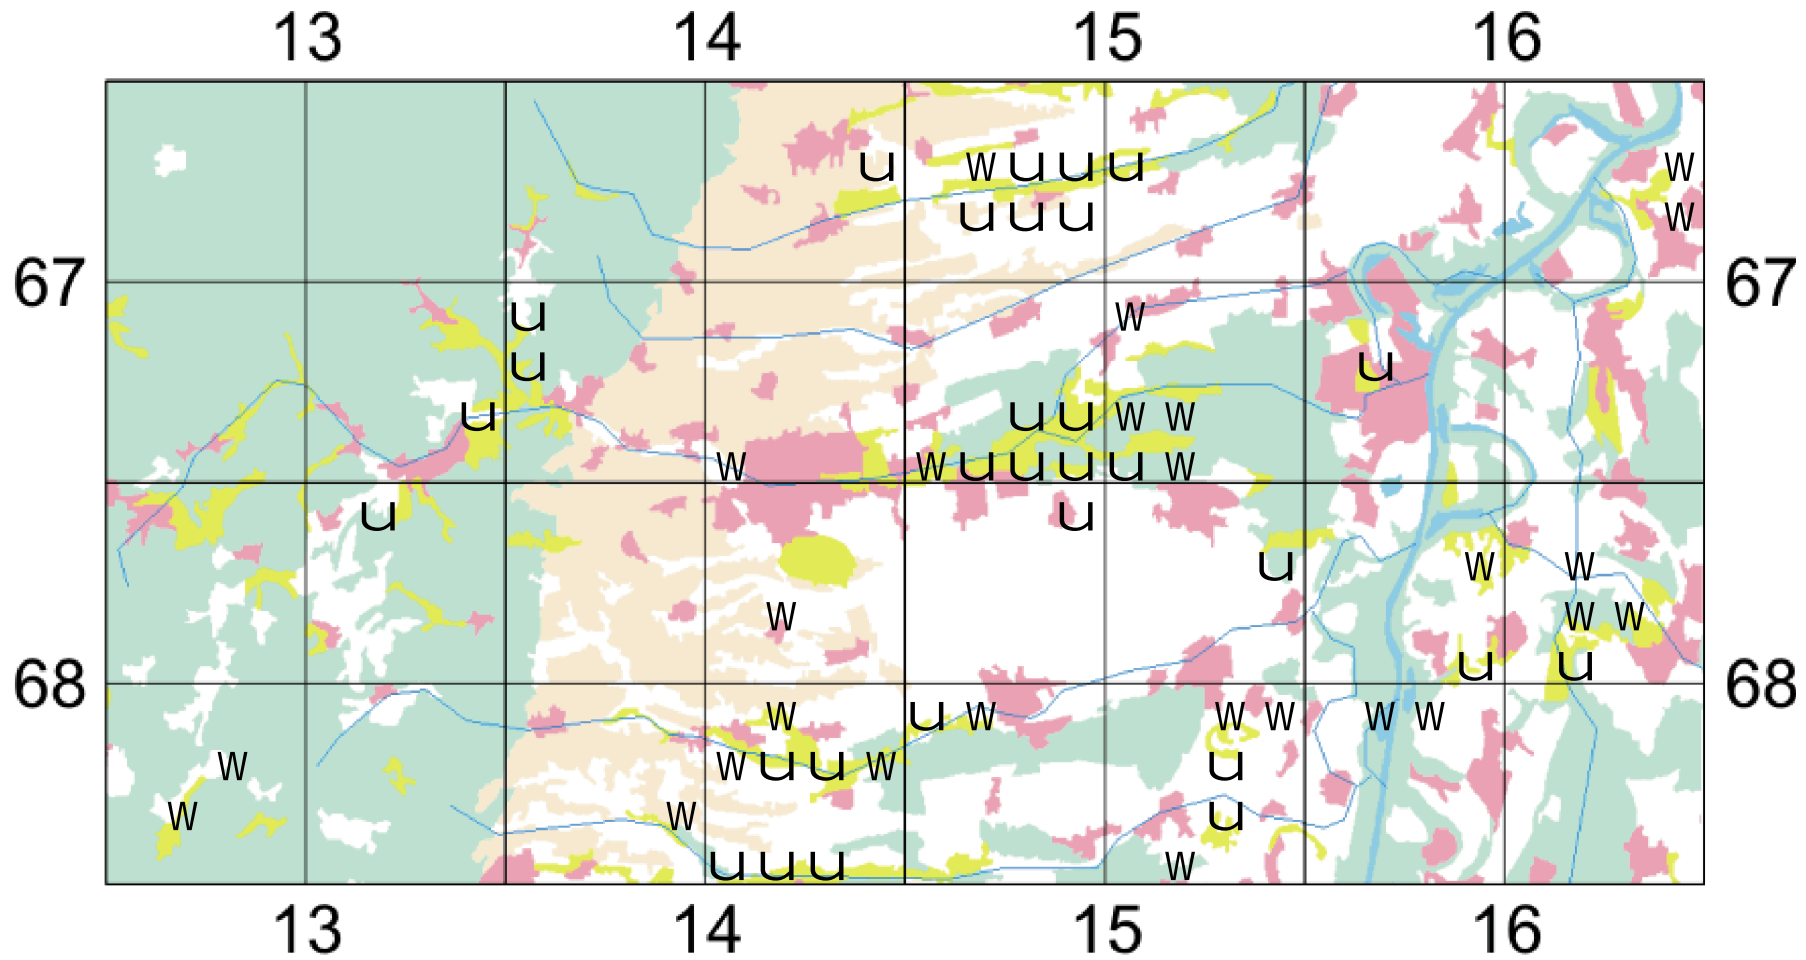 13 14 15 16
u w u u u w
u u u w
67 67
u w
u u
u u u w w
w w u u u u w
u u
u w w
w w w
u u
68 68
w u w w w w w
w w u u w u
w w u
u u u w
13 14 15 16